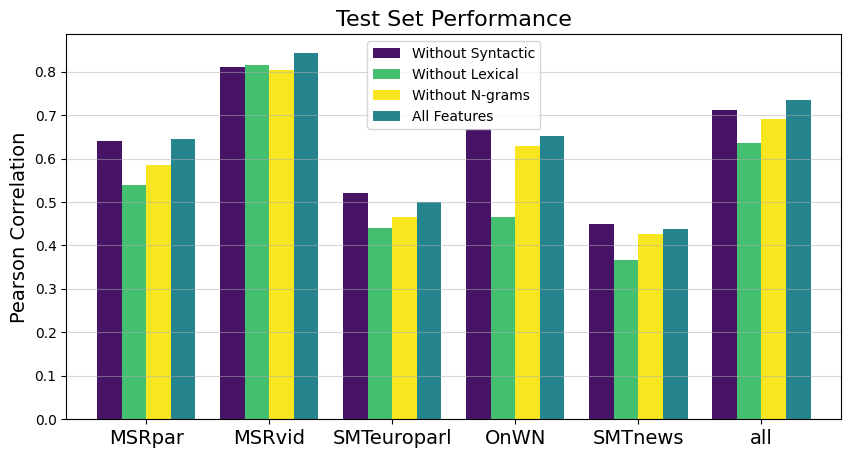 Test Set Performance
Without Syntactic
Without Lexical
Without N-grams
All Features
Pearson Correlation
0.8
0.7
0.6
0.5
0.4
0.3
0.2
0.1
0.0
MSRpar MSRvid SMTeuroparl OnWN SMTnews all